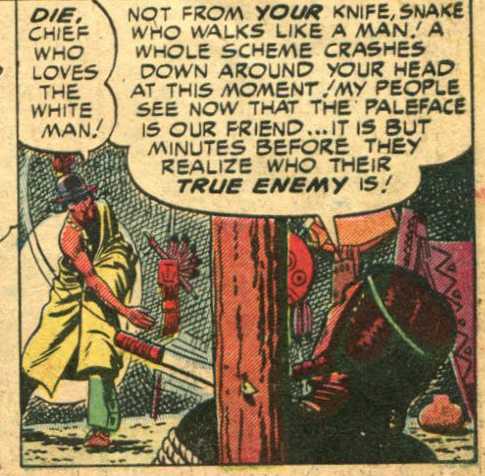 DIE,
CHIEF
WHO
LOVES
THE
WHITE
MAN!
NOT FROM YOUR KNIFE, SNAKE
WHO WALKS LIKE A MAN! A
WHOLE SCHEME CRASHES
DOWN AROUND YOUR HEAD
AT THIS MOMENT! MY PEOPLE
SEE NOW THAT THE PALEFACE
IS OUR FRIEND... IT IS BUT
MINUTES BEFORE THEY
REALIZE WHO THEIR
TRUE ENEMY IS!